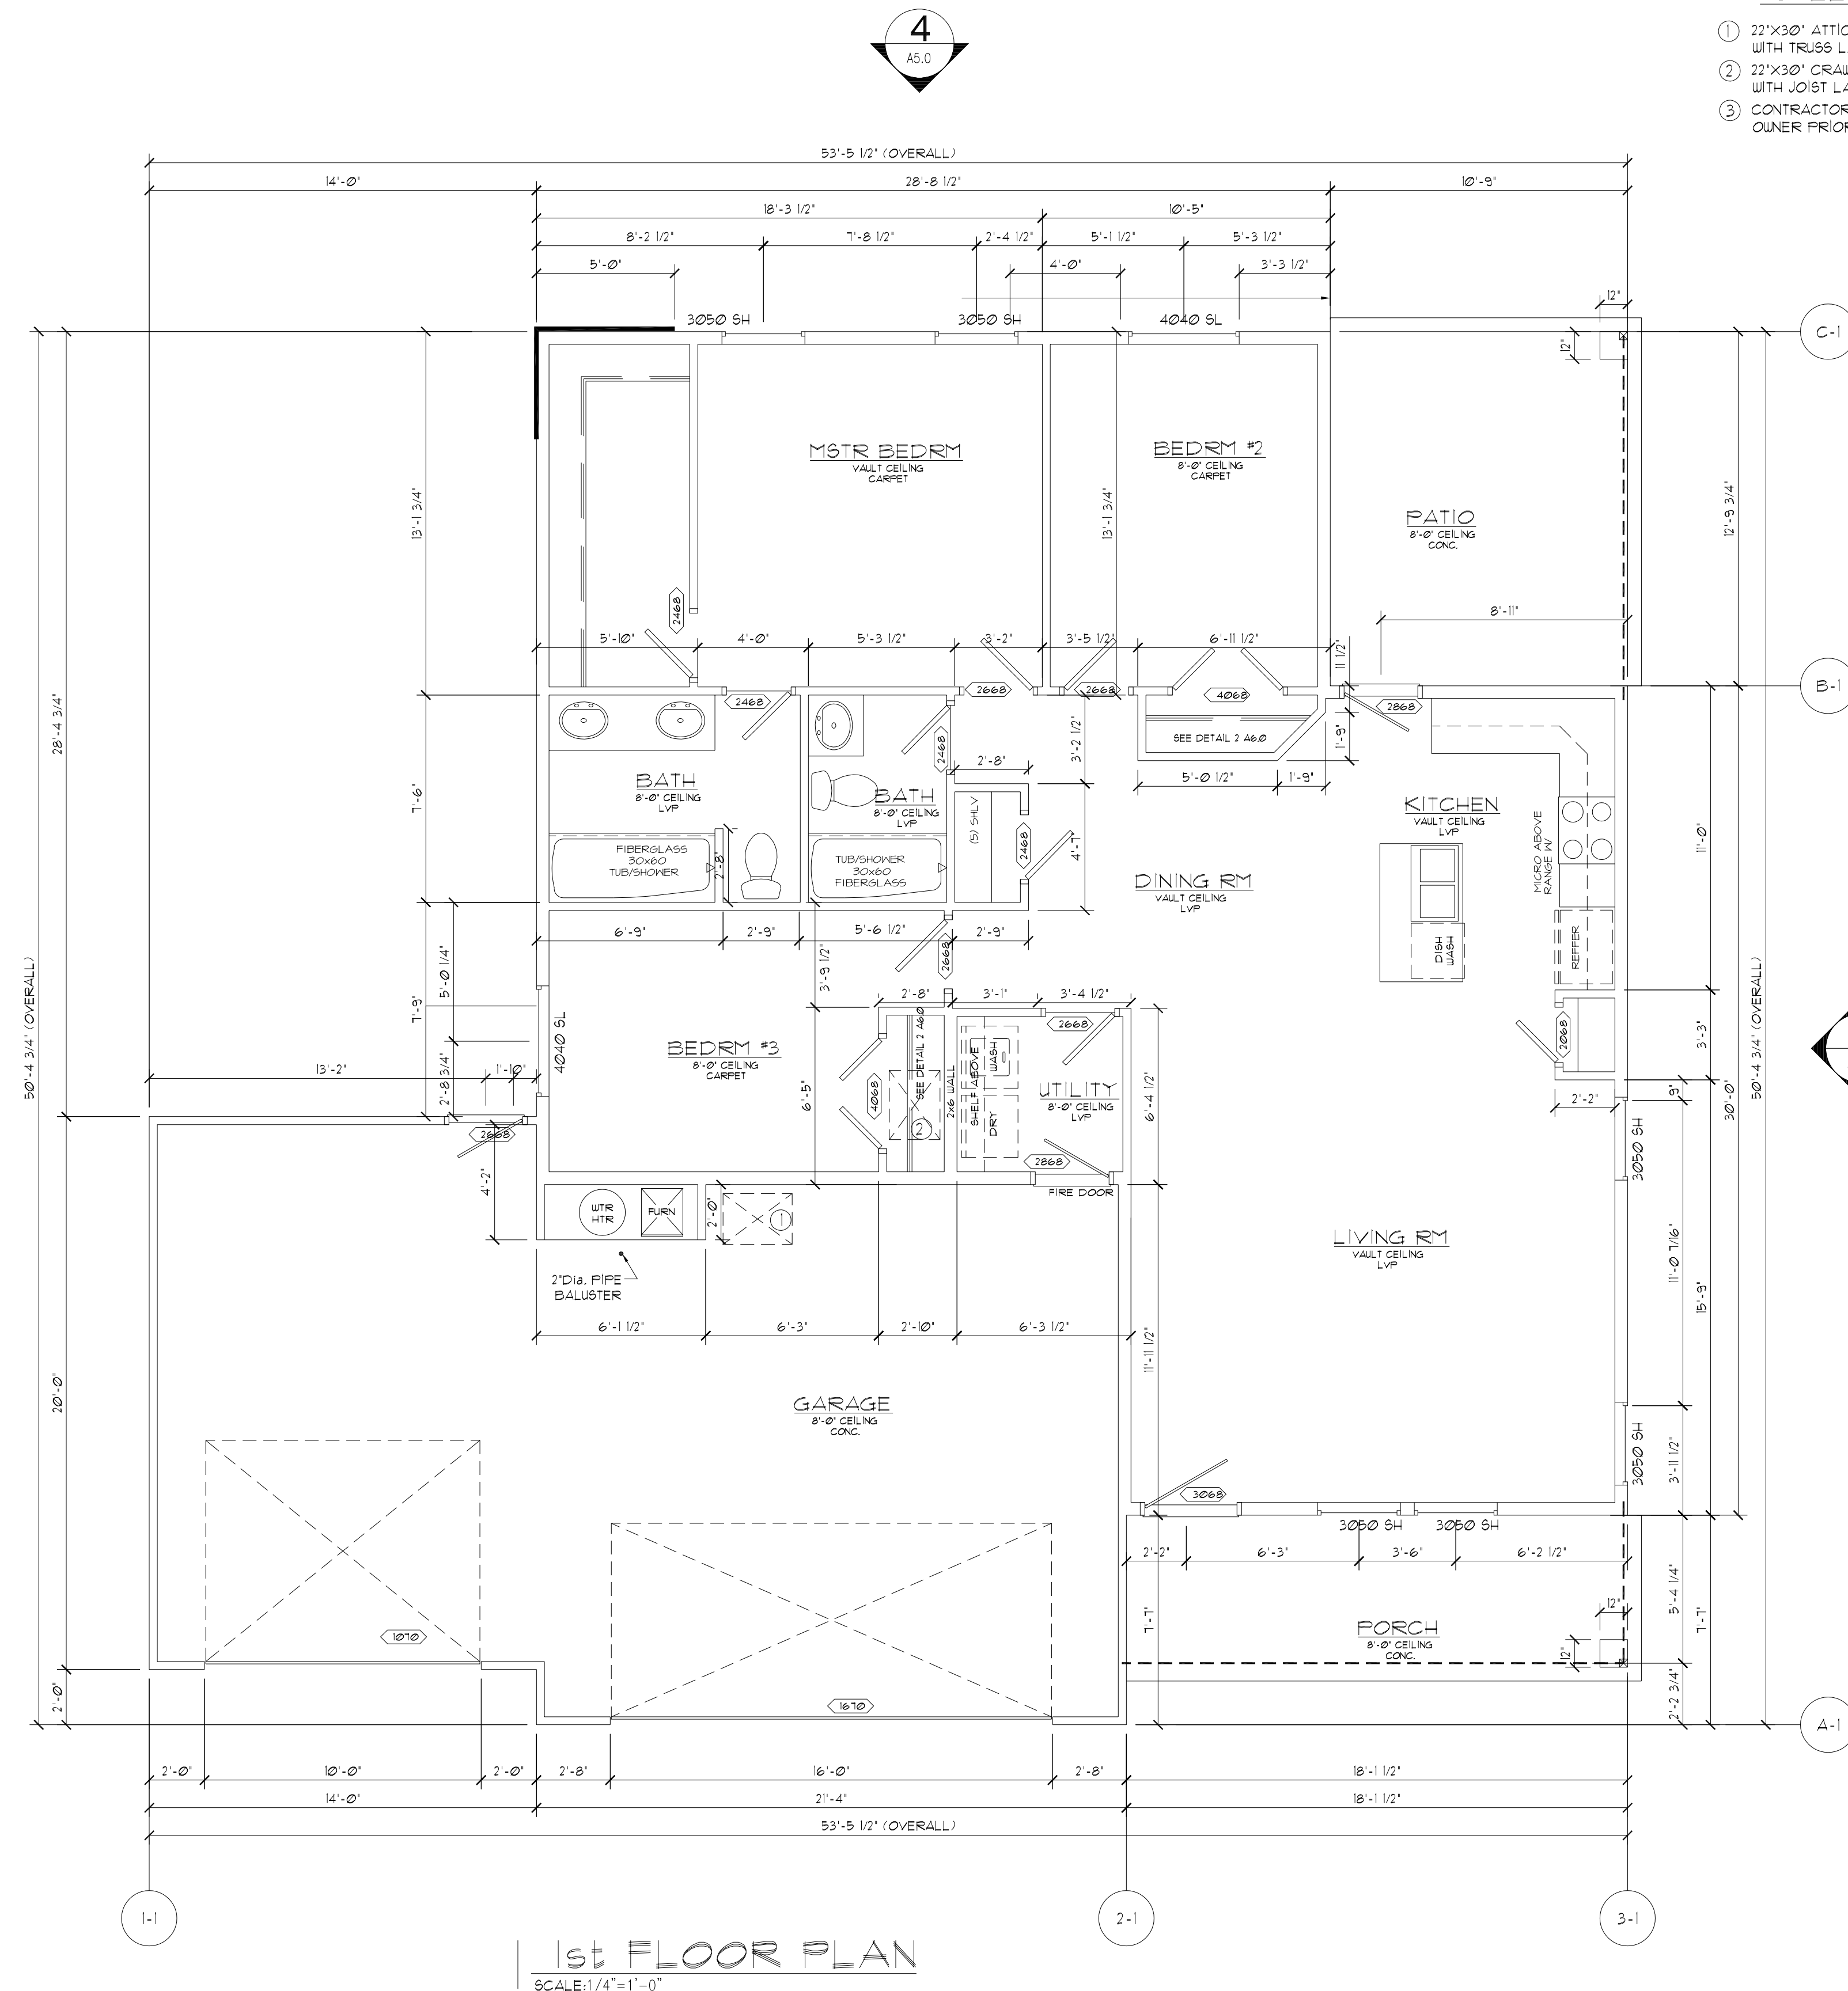 4
A5.0
1 22"X30" ATTIC
WITH TRUSS L
2 22"X30" CRAW
WITH JOIST LA
3 CONTRACTOR
OWNER PRIOR
53'-5 1/2" (OVERALL)
14'-0" 28'-8 1/2" 10'-9"
18'-3 1/2" 10'-5"
8'-2 1/2" 7'-8 1/2" 2'-4 1/2" 5'-1 1/2" 5'-3 1/2"
5'-0" 4'-0" 3'-3 1/2"
12"
3050 SH 3050 SH 4040 SL
C-1
12"
MSTR BEDRM
VAULT CEILING
CARPET
BEDRM #2
8'-0" CEILING
CARPET
13'-1 3/4"
13'-1 3/4"
12'-9 3/4"
PATIO
8'-0" CEILING
CONC.
2468
8'-11"
5'-10" 4'-0" 5'-3 1/2" 3'-2" 3'-5 1/2" 6'-11 1/2"
11 1/2"
B-1
2468 2668 2668 4068 2868
28'-4 3/4"
SEE DETAIL 2 A6.0
1'-9"
2468
3'-2 1/2"
2'-8"
5'-0 1/2" 1'-9"
BATH
8'-0" CEILING
LVP
BATH
8'-0" CEILING
LVP
7'-6"
KITCHEN
VAULT CEILING
LVP
(5) SHLV
2468
4'-7"
MICRO ABOVE
RANGE W/
11'-0"
FIBERGLASS
30x60
TUB/SHOWER
2'-8"
TUB/SHOWER
30x60
FIBERGLASS
DINING RM
VAULT CEILING
LVP
6'-9" 2'-9" 5'-6 1/2" 2'-9"
2668
DISH
WASH
REFFER
50'-4 3/4" (OVERALL)
5'-0 1/4"
7'-9"
3'-9 1/2"
2'-8" 3'-1" 3'-4 1/2"
2668
4040 SL
BEDRM #3
8'-0" CEILING
CARPET
SEE DETAIL 2 A6.0
4068
2
2x6 WALL
SHELF ABOVE
WASH
DRY
UTILITY
8'-0" CEILING
LVP
2068
3'-3"
50'-4 3/4" (OVERALL)
13'-2" 1'-10"
2'-8 3/4"
6'-5"
6'-4 1/2"
2'-2"
9"
30'-0"
2668
4'-2"
2868
FIRE DOOR
3050 SH
WTR
HTR
FURN
2'-0"
1
2"Dia. PIPE
BALUSTER
LIVING RM
VAULT CEILING
LVP
11'-0 7/16"
15'-9"
6'-1 1/2" 6'-3" 2'-10" 6'-3 1/2"
11'-11 1/2"
20'-0"
GARAGE
8'-0" CEILING
CONC.
3050 SH
3'-11 1/2"
3068
3050 SH 3050 SH
2'-2" 6'-3" 3'-6" 6'-2 1/2"
7'-7"
12"
5'-4 1/4"
7'-7"
1070
PORCH
8'-0" CEILING
CONC.
12"
2'-0"
1670
2'-2 3/4"
A-1
2'-0" 10'-0" 2'-0" 2'-8" 16'-0" 2'-8" 18'-1 1/2"
14'-0" 21'-4" 18'-1 1/2"
53'-5 1/2" (OVERALL)
1-1 2-1 3-1
1st FLOOR PLAN
SCALE:1/4"=1'-0"